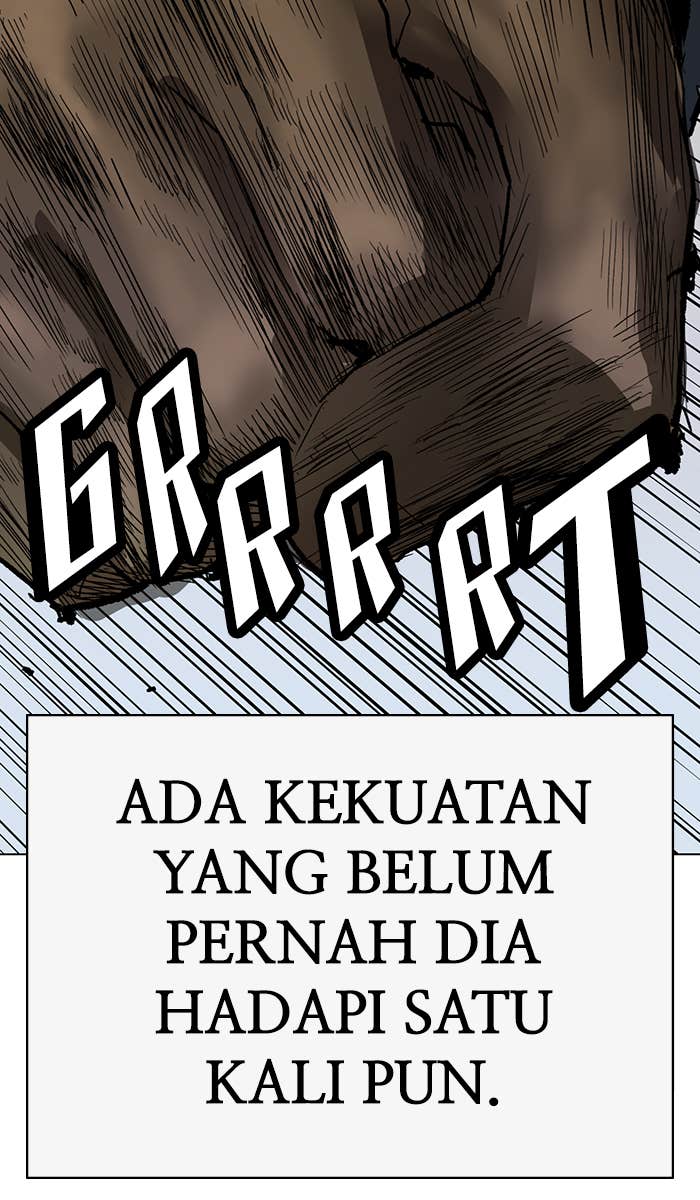 GRRRRT
ADA KEKUATAN
YANG BELUM
PERNAH DIA
HADAPI SATU
KALI PUN.